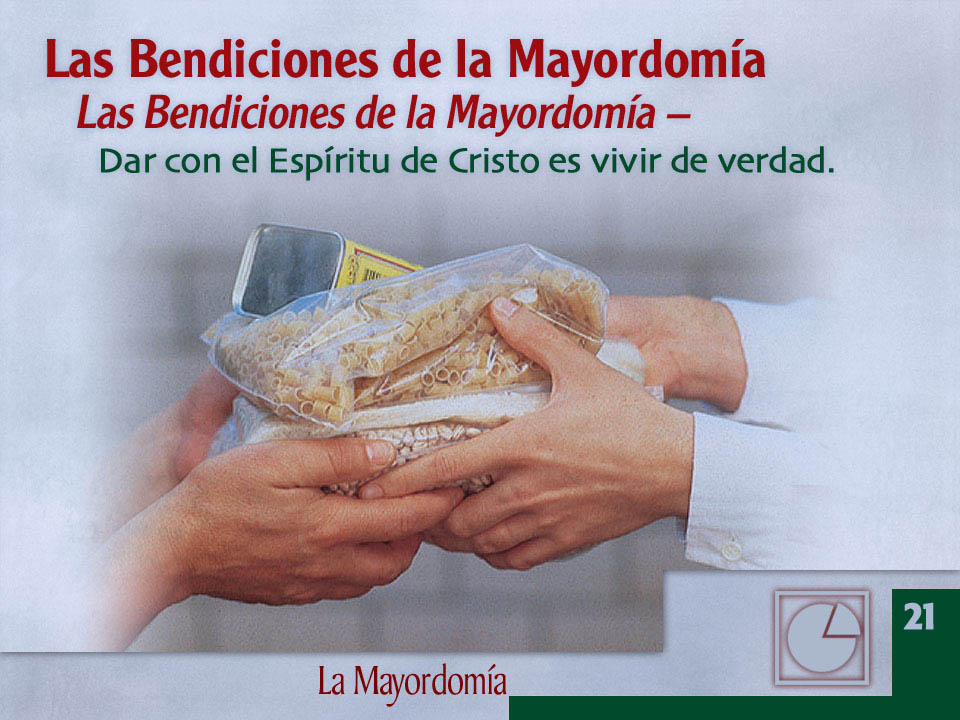 Las Bendiciones de la Mayordomía
Las Bendiciones de la Mayordomía –
Dar con el Espíritu de Cristo es vivir de verdad.
21
La Mayordomía